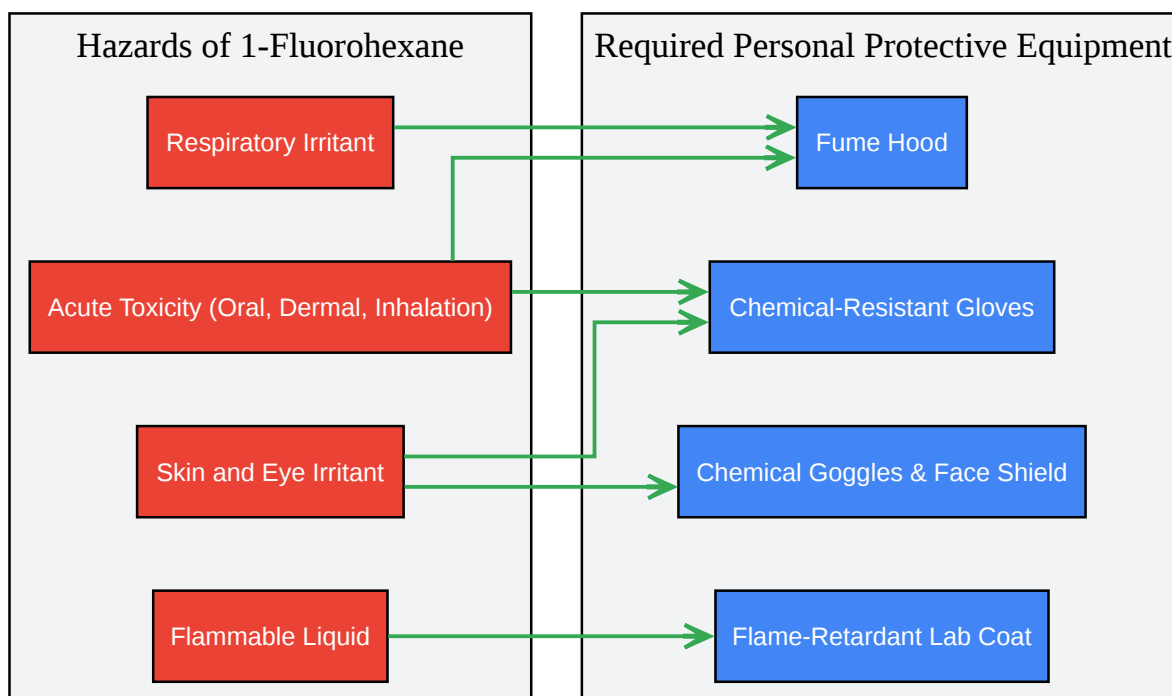 Hazards of 1-Fluorohexane
Respiratory Irritant
Acute Toxicity (Oral, Dermal, Inhalation)
Skin and Eye Irritant
Flammable Liquid
Required Personal Protective Equipment
Fume Hood
Chemical-Resistant Gloves
Chemical Goggles & Face Shield
Flame-Retardant Lab Coat